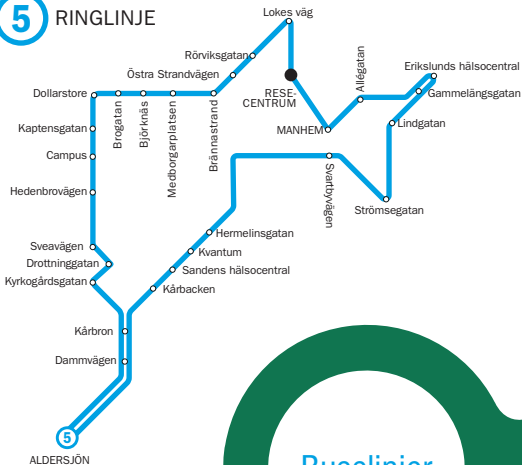 5 RINGLINJE
Lokes väg
Rörviksgatan
Östra Strandvägen
Dollarstore
Brogatan
Björknäs
Medborgarplatsen
Brännastrand
RESE-
CENTRUM
MANHEM
Allégatan
Erikslunds hälsocentral
Gammelängsgatan
Lindgatan
Strömsegatan
Svartbyvägen
Kaptensgatan
Campus
Hedenbrovägen
Sveavägen
Drottninggatan
Kyrkogårdsgatan
Hermelinsgatan
Kvantum
Sandens hälsocentral
Kårbacken
Kårbron
Dammvägen
5
ALDERSJÖN